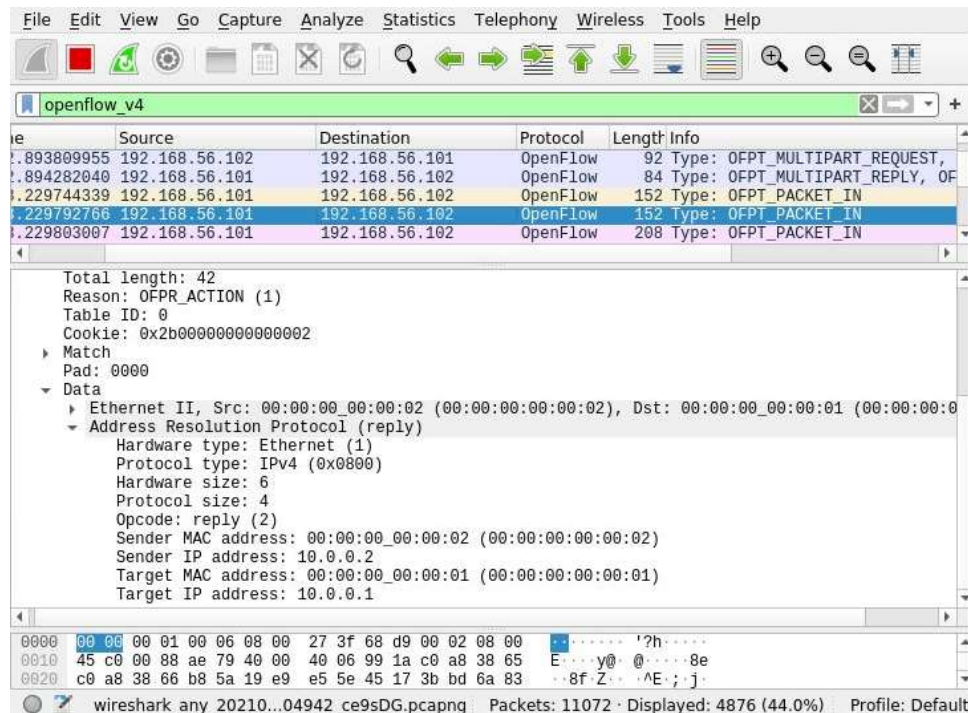 File Edit View Go Capture Analyze Statistics Telephony Wireless Tools Help
openflow_v4
ie Source Destination Protocol Length Info
2.893809955 192.168.56.102 192.168.56.101 OpenFlow 92 Type: OFPT_MULTIPART_REQUEST,
.894282040 192.168.56.101 192.168.56.102 OpenFlow 84 Type: OFPT_MULTIPART_REPLY, OF
3.229744339 192.168.56.101 192.168.56.102 OpenFlow 152 Type: OFPT_PACKET_IN
3.229792766 192.168.56.101 192.168.56.102 OpenFlow 152 Type: OFPT_PACKET_IN
3.229803007 192.168.56.101 192.168.56.102 OpenFlow 208 Type: OFPT_PACKET_IN
Total length: 42
Reason: OFPR_ACTION (1)
Table ID: 0
Cookie: 0x2b00000000000002
Match
Pad: 0000
Data
Ethernet II, Src: 00:00:00_00:00:02 (00:00:00:00:00:02), Dst: 00:00:00_00:00:01 (00:00:00:0
Address Resolution Protocol (reply)
Hardware type: Ethernet (1)
Protocol type: IPv4 (0x0800)
Hardware size: 6
Protocol size: 4
Opcode: reply (2)
Sender MAC address: 00:00:00_00:00:02 (00:00:00:00:00:02)
Sender IP address: 10.0.0.2
Target MAC address: 00:00:00_00:00:01 (00:00:00:00:00:01)
Target IP address: 10.0.0.1
0000 00 00 00 01 00 06 08 00 27 3f 68 d9 00 02 08 00 ········ '?h·····
0010 45 c0 00 88 ae 79 40 00 40 06 99 1a c0 a8 38 65 E····y@· @·····8e
0020 c0 a8 38 66 b8 5a 19 e9 e5 5e 45 17 3b bd 6a 83 ··8f·Z·· ·^E·;·j·
wireshark_any_20210...04942_ce9sDG.pcapng Packets: 11072 · Displayed: 4876 (44.0%) Profile: Default